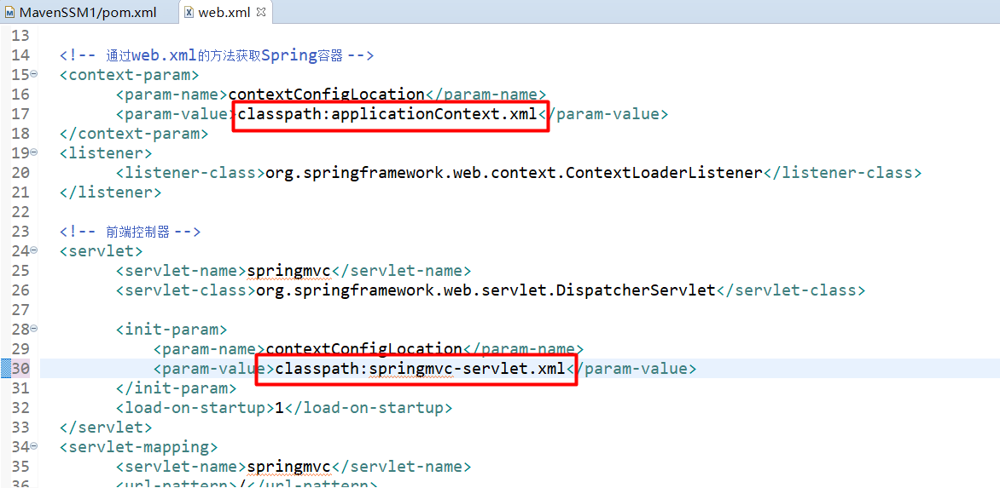 MavenSSM1/pom.xml web.xml
13
14 <!-- 通过web.xml的方法获取Spring容器 -->
15 <context-param>
16 <param-name>contextConfigLocation</param-name>
17 <param-value>classpath:applicationContext.xml</param-value>
18 </context-param>
19 <listener>
20 <listener-class>org.springframework.web.context.ContextLoaderListener</listener-class>
21 </listener>
22
23 <!-- 前端控制器 -->
24 <servlet>
25 <servlet-name>springmvc</servlet-name>
26 <servlet-class>org.springframework.web.servlet.DispatcherServlet</servlet-class>
27
28 <init-param>
29 <param-name>contextConfigLocation</param-name>
30 <param-value>classpath:springmvc-servlet.xml</param-value>
31 </init-param>
32 <load-on-startup>1</load-on-startup>
33 </servlet>
34 <servlet-mapping>
35 <servlet-name>springmvc</servlet-name>
36 <url-pattern>/</url-pattern>